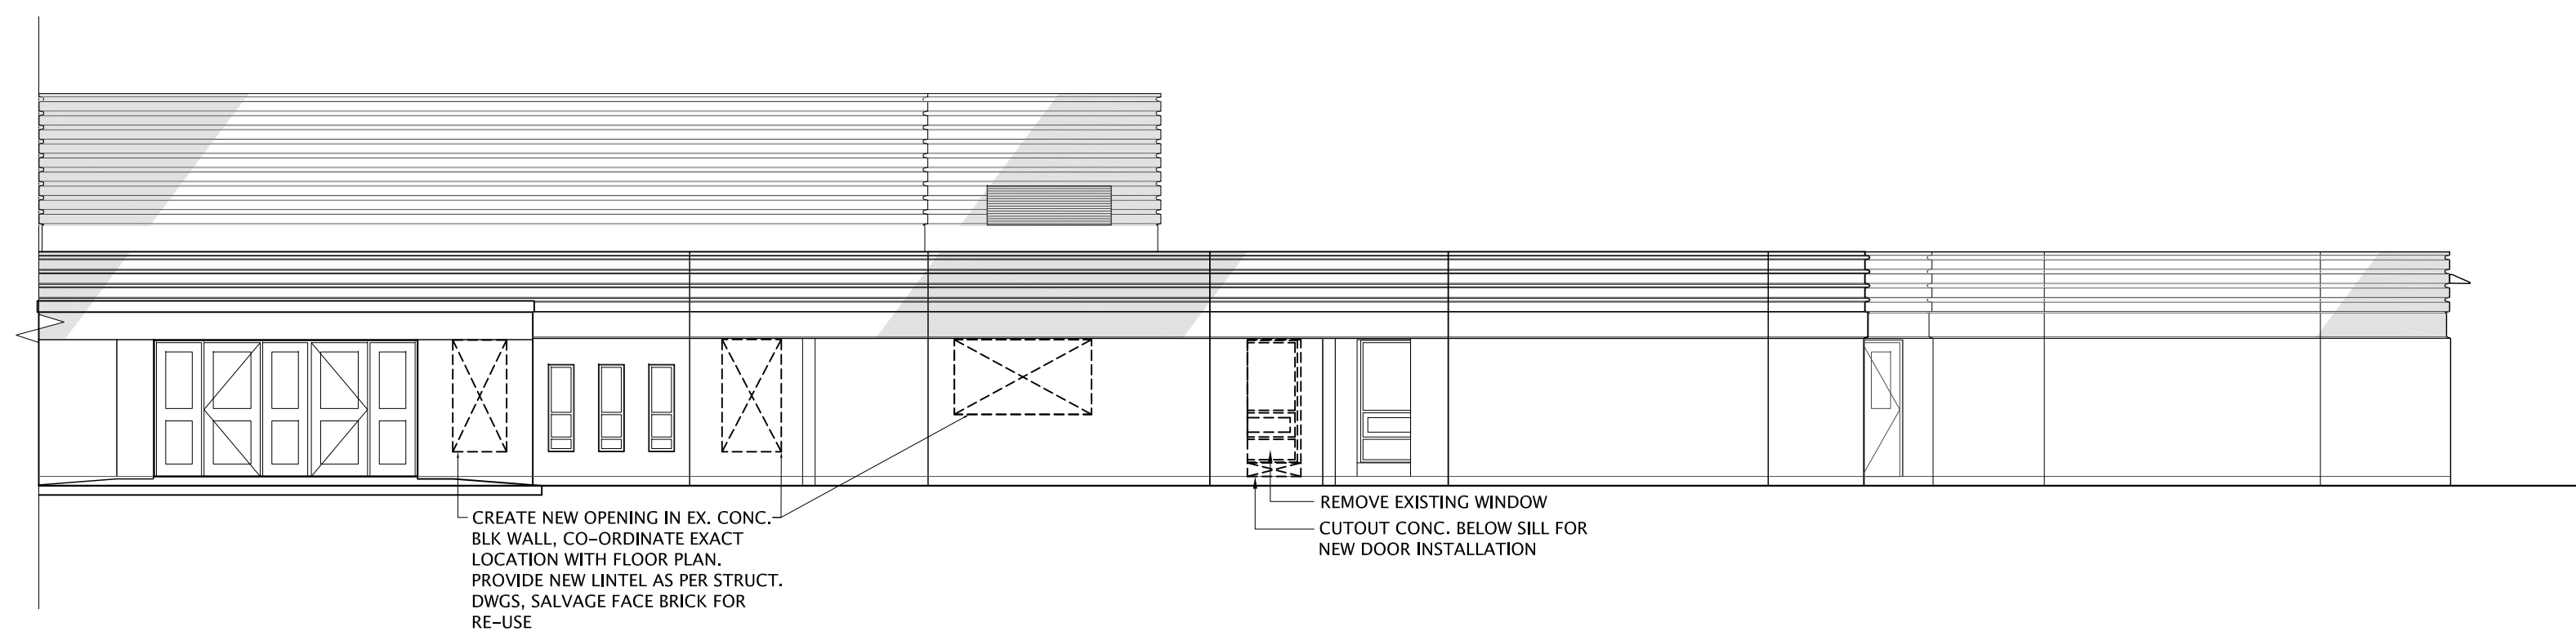 CREATE NEW OPENING IN EX. CONC.
BLK WALL, CO-ORDINATE EXACT
LOCATION WITH FLOOR PLAN.
PROVIDE NEW LINTEL AS PER STRUCT.
DWGS, SALVAGE FACE BRICK FOR
RE-USE
REMOVE EXISTING WINDOW
CUTOUT CONC. BELOW SILL FOR
NEW DOOR INSTALLATION